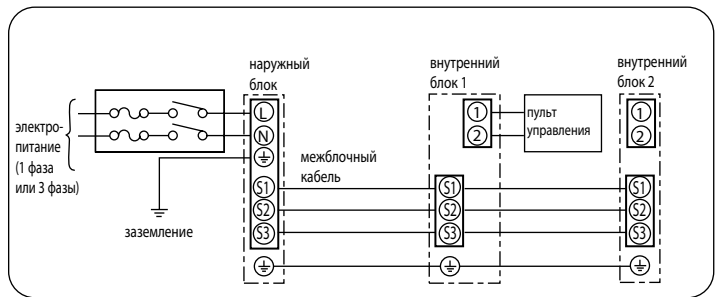 наружный
блок
внутренний
блок 1
внутренний
блок 2
электро-
питание
(1 фаза
или 3 фазы)
L
N
заземление
межблочный
кабель
1
2
пульт
управления
1
2
S1
S2
S3
S1
S2
S3
S1
S2
S3